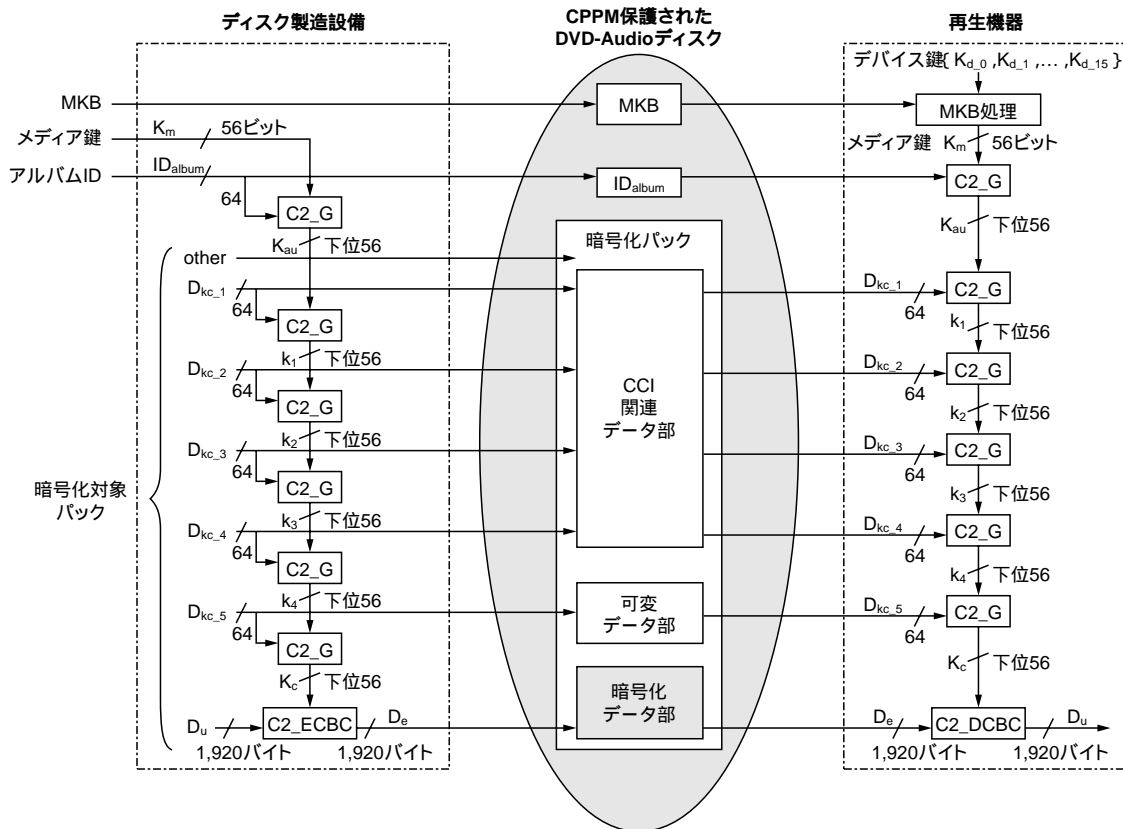 ディスク製造設備
CPPM保護された
DVD-Audioディスク
再生機器
MKB
メディア鍵
Km
56ビット
アルバムID
IDalbum
64
C2_G
Kau
下位56
other
Dkc_1
64
C2_G
k1
下位56
Dkc_2
64
C2_G
k2
下位56
Dkc_3
64
C2_G
k3
下位56
Dkc_4
64
C2_G
k4
下位56
Dkc_5
64
C2_G
Kc
下位56
暗号化対象
パック
Du
1,920バイト
C2_ECBC
De
1,920バイト
MKB
IDalbum
暗号化パック
CCI
関連
データ部
可変
データ部
暗号化
データ部
デバイス鍵{ Kd_0 ,Kd_1 ,… ,Kd_15 }
MKB処理
メディア鍵
Km
56ビット
C2_G
Kau
下位56
Dkc_1
64
C2_G
k1
下位56
Dkc_2
64
C2_G
k2
下位56
Dkc_3
64
C2_G
k3
下位56
Dkc_4
64
C2_G
k4
下位56
Dkc_5
64
C2_G
Kc
下位56
De
1,920バイト
C2_DCBC
Du
1,920バイト